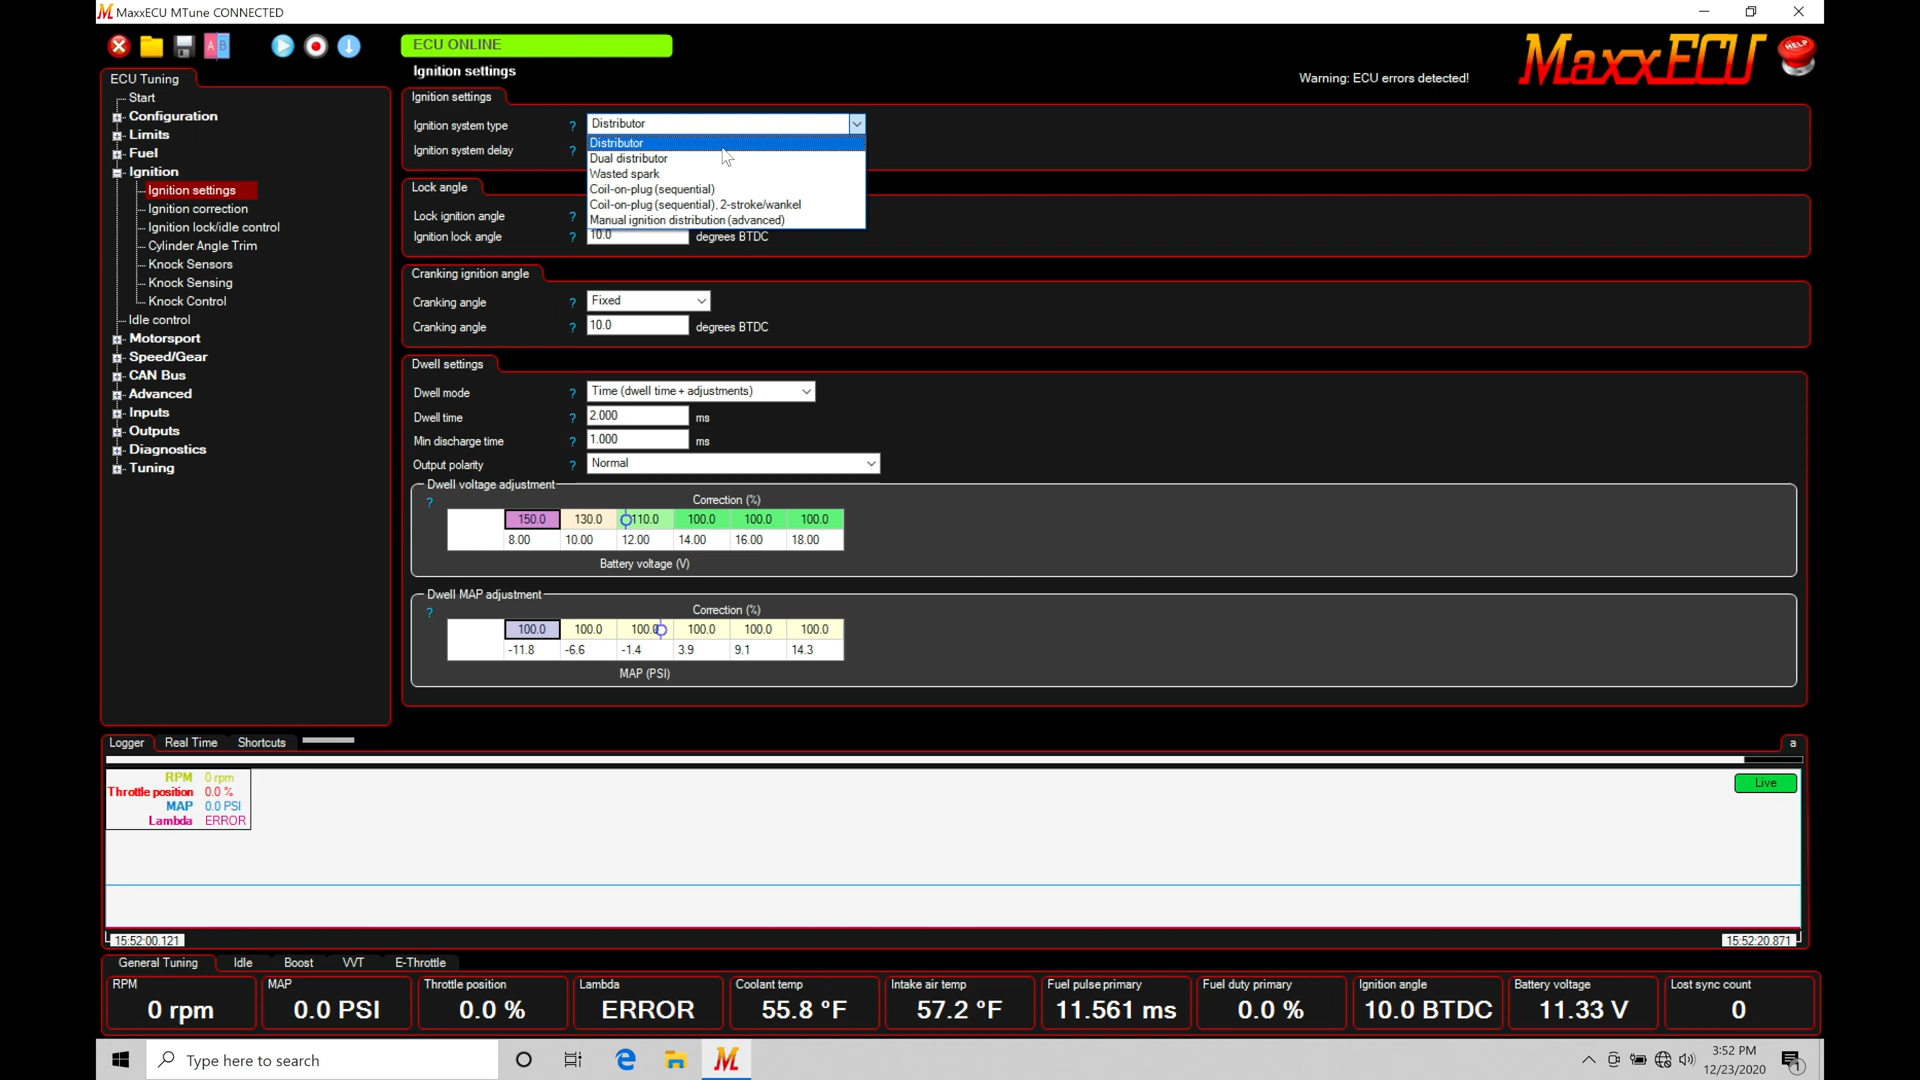 MaxxECU MTune CONNECTED
A B
ECU ONLINE
Ignition settings
Warning: ECU errors detected!
MaxxECU
HELP
ECU Tuning
Start
Configuration
Limits
Fuel
Ignition
Ignition settings
Ignition correction
Ignition lock/idle control
Cylinder Angle Trim
Knock Sensors
Knock Sensing
Knock Control
Idle control
Motorsport
Speed/Gear
CAN Bus
Advanced
Inputs
Outputs
Diagnostics
Tuning
Ignition settings
Ignition system type ? Distributor
Distributor
Ignition system delay ?
Dual distributor
Wasted spark
Coil-on-plug (sequential)
Coil-on-plug (sequential), 2-stroke/wankel
Manual ignition distribution (advanced)
Lock angle
Lock ignition angle ?
Ignition lock angle ? 10.0 degrees BTDC
Cranking ignition angle
Cranking angle ? Fixed
Cranking angle ? 10.0 degrees BTDC
Dwell settings
Dwell mode ? Time (dwell time + adjustments)
Dwell time ? 2.000 ms
Min discharge time ? 1.000 ms
Output polarity ? Normal
Dwell voltage adjustment
? Correction (%)
150.0 130.0 110.0 100.0 100.0 100.0
8.00 10.00 12.00 14.00 16.00 18.00
Battery voltage (V)
Dwell MAP adjustment
? Correction (%)
100.0 100.0 100.0 100.0 100.0 100.0
-11.8 -6.6 -1.4 3.9 9.1 14.3
MAP (PSI)
Logger Real Time Shortcuts a
RPM 0 rpm
Throttle position 0.0 %
MAP 0.0 PSI
Lambda ERROR
Live
15:52:00.121 15:52:20.871
General Tuning Idle Boost VVT E-Throttle
RPM MAP Throttle position Lambda Coolant temp Intake air temp Fuel pulse primary Fuel duty primary Ignition angle Battery voltage Lost sync count
0 rpm 0.0 PSI 0.0 % ERROR 55.8 °F 57.2 °F 11.561 ms 0.0 % 10.0 BTDC 11.33 V 0
Type here to search
3:52 PM
12/23/2020
1